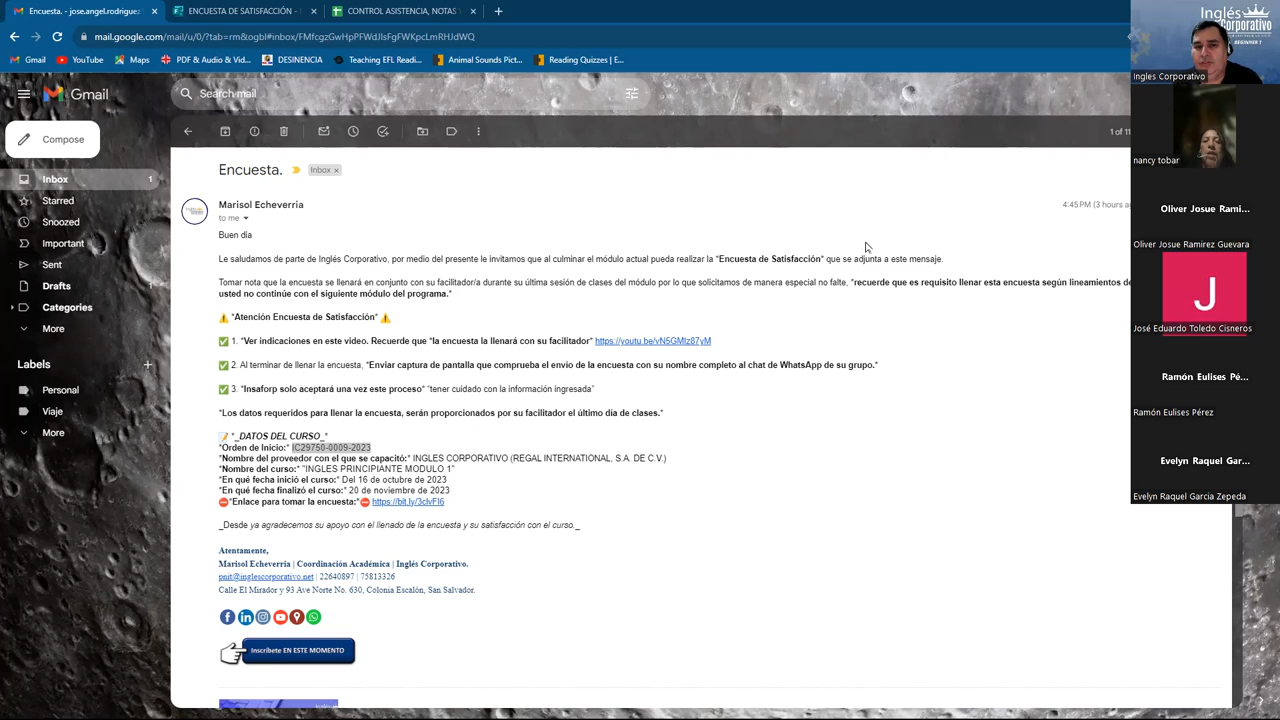 Encuesta. - jose.angel.rodrigue
ENCUESTA DE SATISFACCIÓN - I
CONTROL ASISTENCIA, NOTAS Y
mail.google.com/mail/u/0/?tab=rm&ogbl#inbox/FMfcgzGwHpPFWdJlsFgFWKpcLmRHJdWQ
Gmail
YouTube
Maps
PDF & Audio & Vid...
DESINENCIA
Teaching EFL Readi...
Animal Sounds Pict...
Reading Quizzes | E...
Gmail
Search mail
Compose
1 of 11
Inbox 1
Starred
Snoozed
Important
Sent
Drafts
Categories
More
Labels
Personal
Viaje
More
Encuesta.
Inbox x
Marisol Echeverria
to me
4:45PM (3 hours ag
Buen dia
Le saludamos de parte de Inglés Corporativo, por medio del presente le invitamos que al culminar el módulo actual pueda realizar la *Encuesta de Satisfacción* que se adjunta a este mensaje.
Tomar nota que la encuesta se llenará en conjunto con su facilitador/a durante su última sesión de clases del módulo por lo que solicitamos de manera especial no falte, *recuerde que es requisito llenar esta encuesta según lineamientos de
usted no continúe con el siguiente módulo del programa.*
⚠️ *Atención Encuesta de Satisfacción* ⚠️
✅ 1. *Ver indicaciones en este video. Recuerde que *la encuesta la llenará con su facilitador* https://youtu.be/vN5GMlz87yM
✅ 2. Al terminar de llenar la encuesta, *Enviar captura de pantalla que comprueba el envío de la encuesta con su nombre completo al chat de WhatsApp de su grupo.*
✅ 3. *Insaforp solo aceptará una vez este proceso* *tener cuidado con la información ingresada*
*Los datos requeridos para llenar la encuesta, serán proporcionados por su facilitador el último día de clases.*
📝 *_DATOS DEL CURSO_*
*Orden de Inicio:* IC29750-0009-2023
*Nombre del proveedor con el que se capacitó:* INGLES CORPORATIVO (REGAL INTERNATIONAL, S.A. DE C.V.)
*Nombre del curso:* "INGLES PRINCIPIANTE MODULO 1"
*En qué fecha inició el curso:* Del 16 de octubre de 2023
*En qué fecha finalizó el curso:* 20 de noviembre de 2023
⛔*Enlace para tomar la encuesta:*⛔ https://bit.ly/3clvFI6
_Desde ya agradecemos su apoyo con el llenado de la encuesta y su satisfacción con el curso._
Atentamente,
Marisol Echeverría | Coordinación Académica | Inglés Corporativo.
pnit@inglescorporativo.net | 22640897 | 75813326
Calle El Mirador y 93 Ave Norte No. 630, Colonia Escalón, San Salvador.
Inscríbete EN ESTE MOMENTO
Inglés
Corporativo
BEGINNER 1
Ingles Corporativo
nancy tobar
Oliver Josue Rami...
Oliver Josue Ramirez Guevara
J
José Eduardo Toledo Cisneros
Ramón Eulises Pé...
Ramón Eulises Pérez
Evelyn Raquel Gar...
Evelyn Raquel Garcia Zepeda